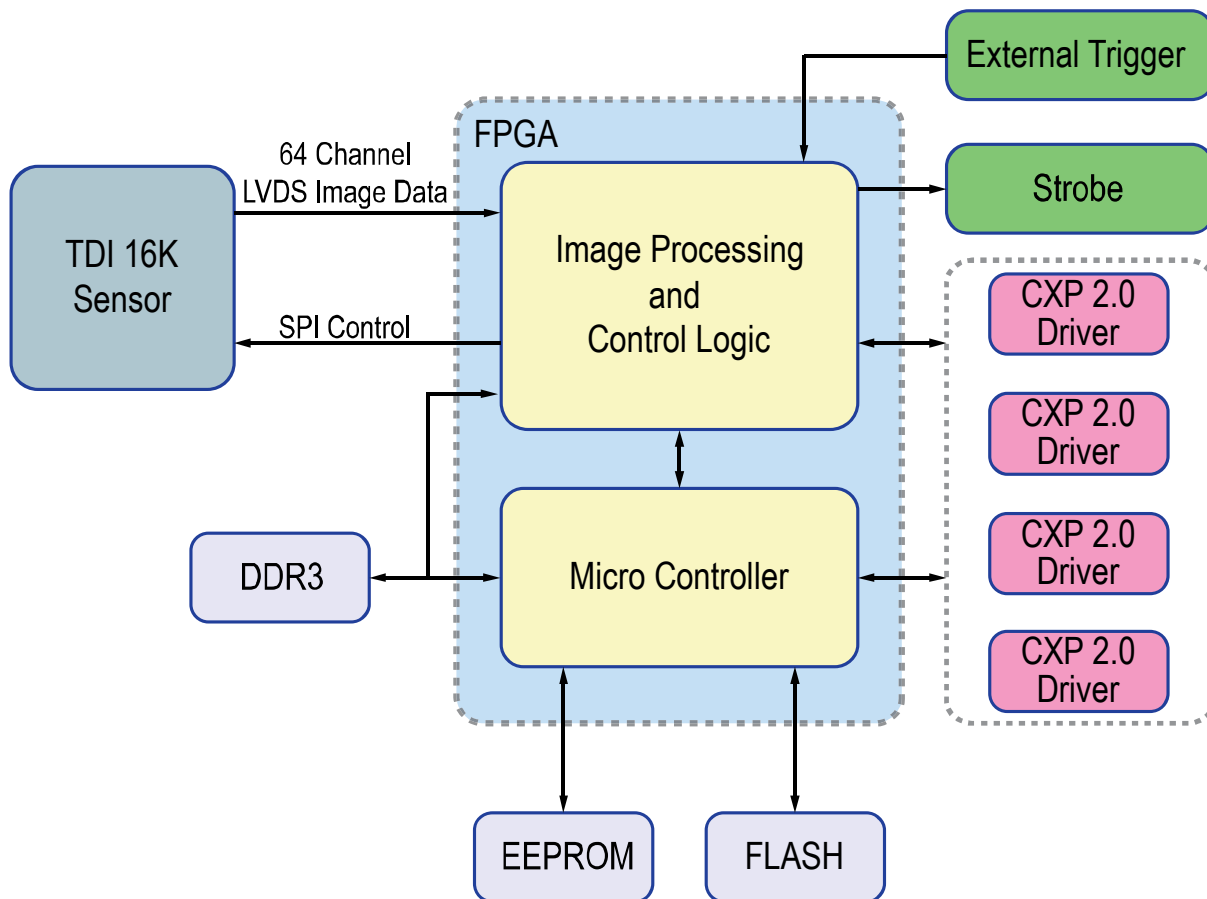 External Trigger
FPGA
64 Channel
LVDS Image Data
Strobe
TDI 16K
Sensor
Image Processing
and
Control Logic
SPI Control
CXP 2.0
Driver
CXP 2.0
Driver
CXP 2.0
Driver
CXP 2.0
Driver
DDR3
Micro Controller
EEPROM
FLASH